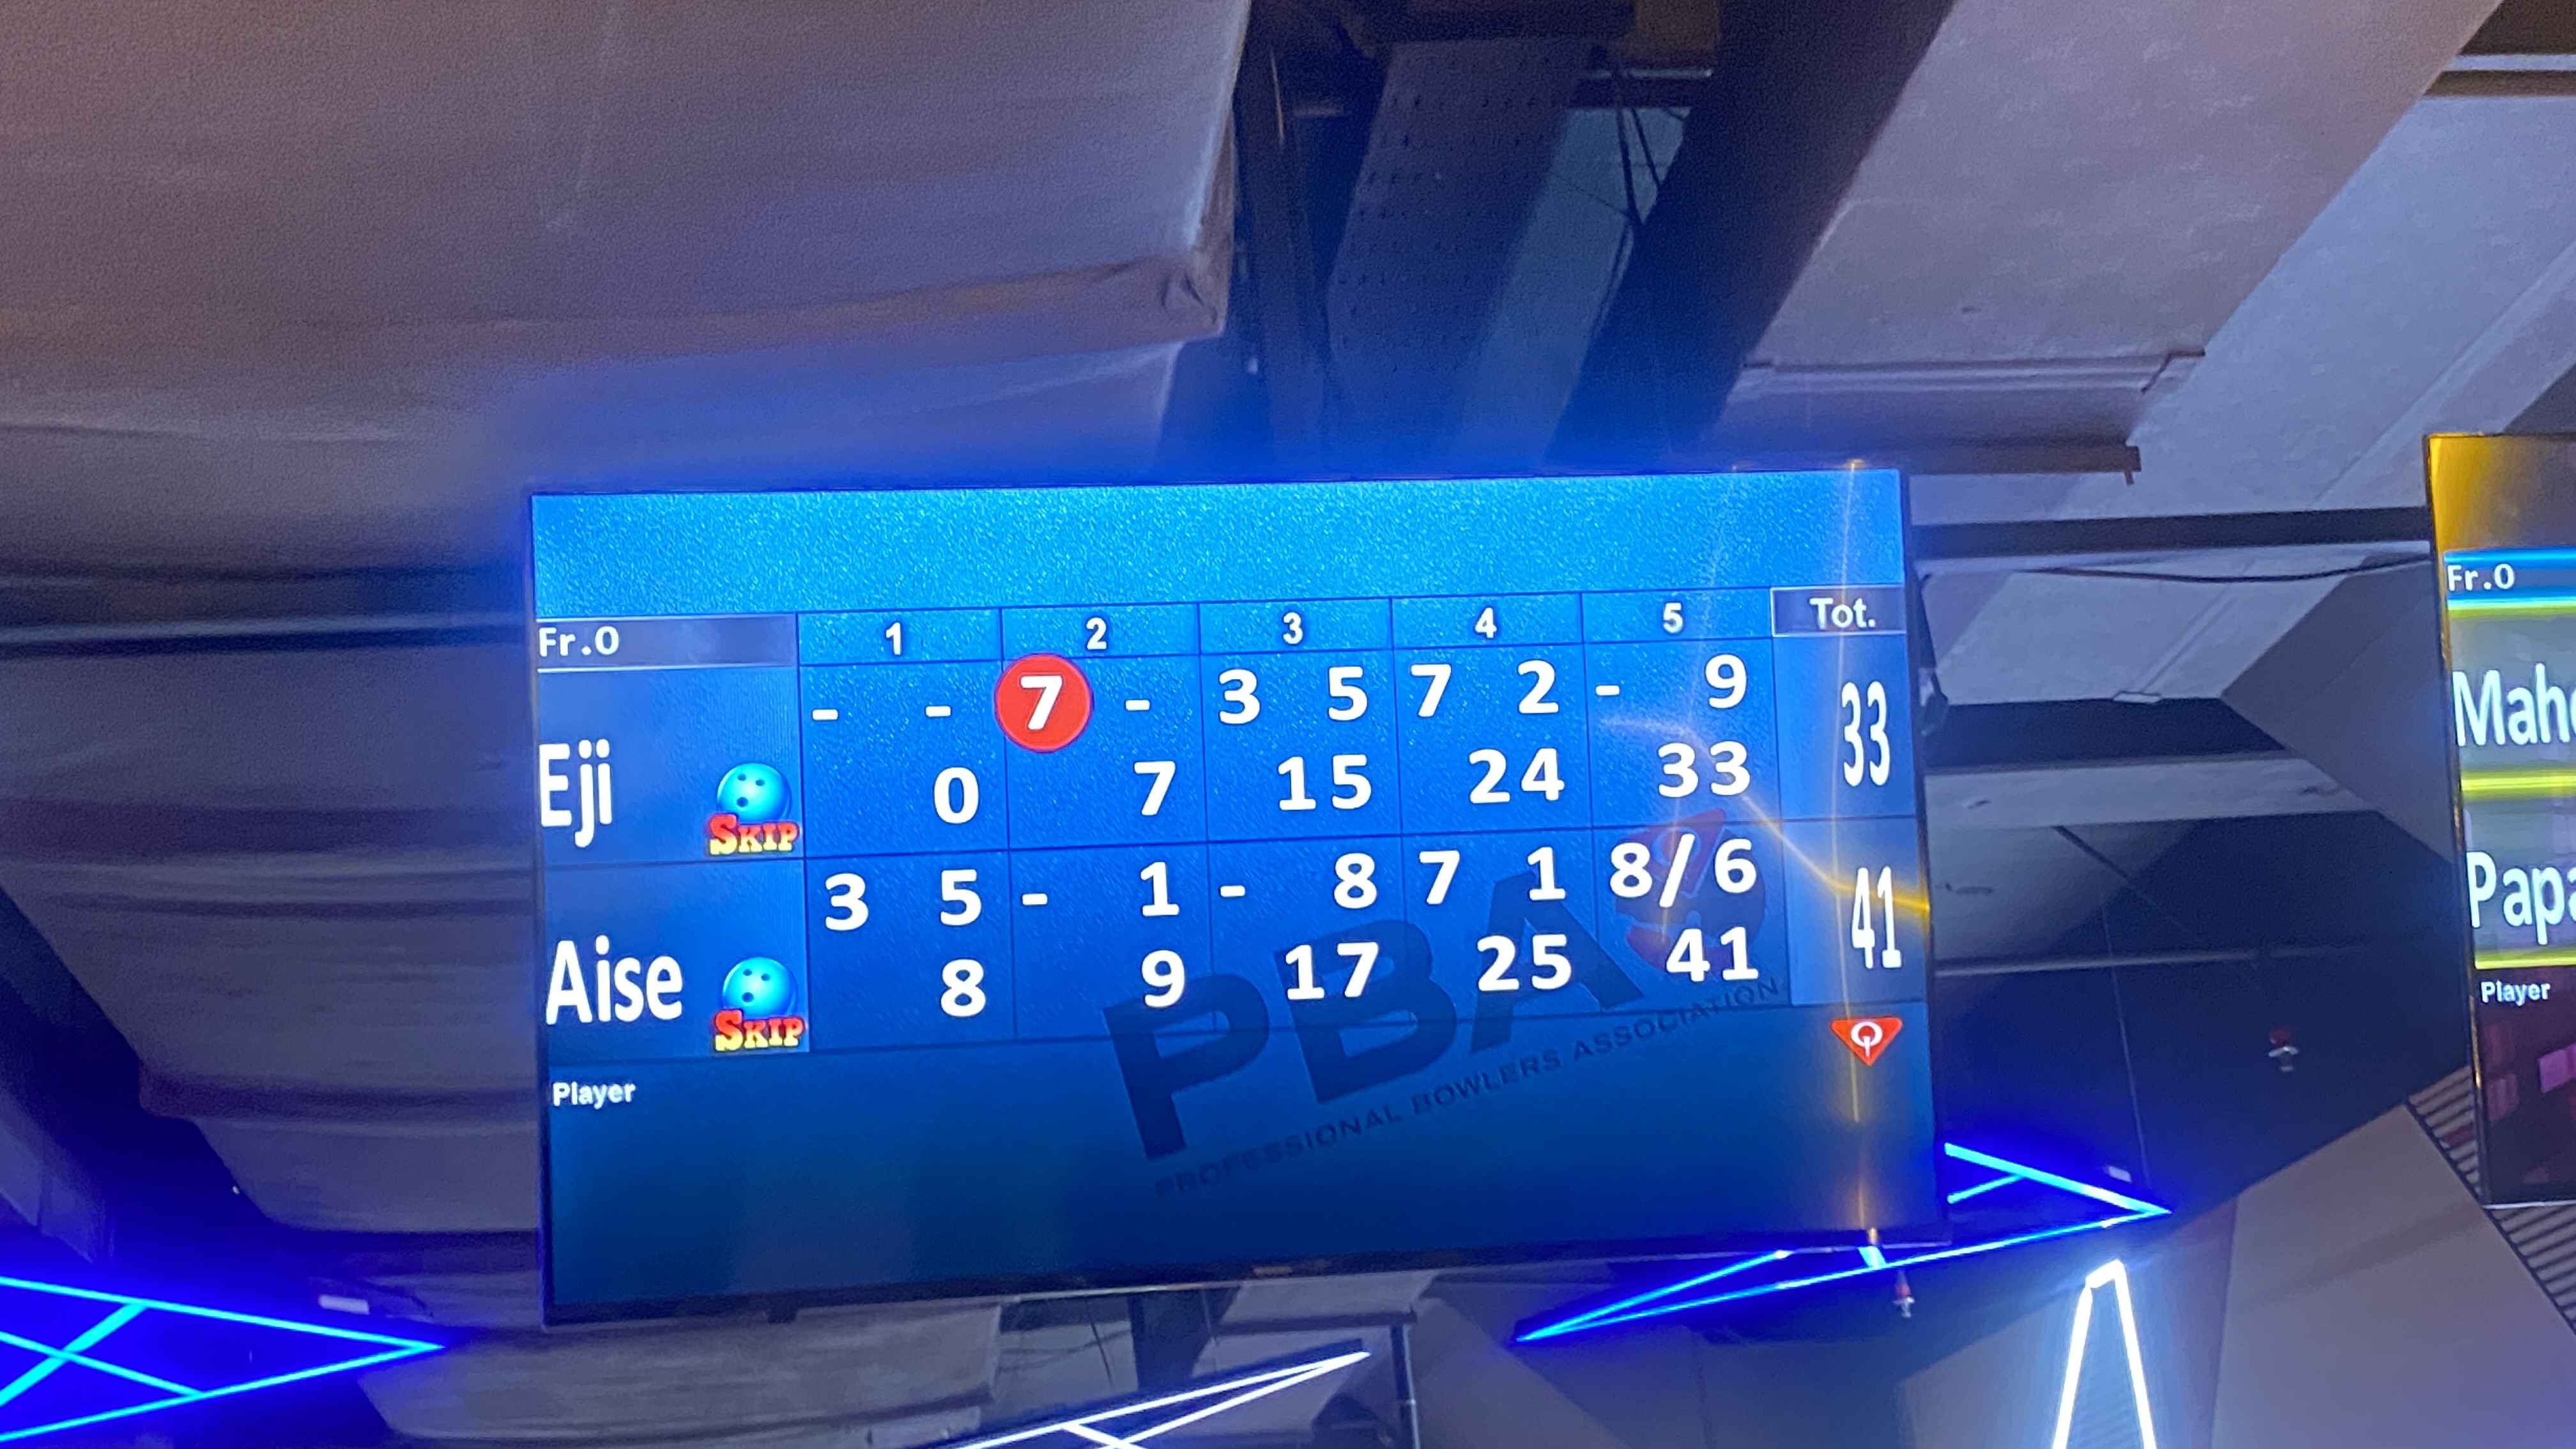 Fr.0 1 2 3 4 5 Tot.
- - 7 - 3 5 7 2 - 9
Eji 0 7 15 24 33 33
SKIP
3 5 - 1 - 8 7 1 8/6
Aise 8 9 17 25 41 41
SKIP
Player
PBA
PROFESSIONAL BOWLERS ASSOCIATION
Fr.0
Mah
Papa
Player